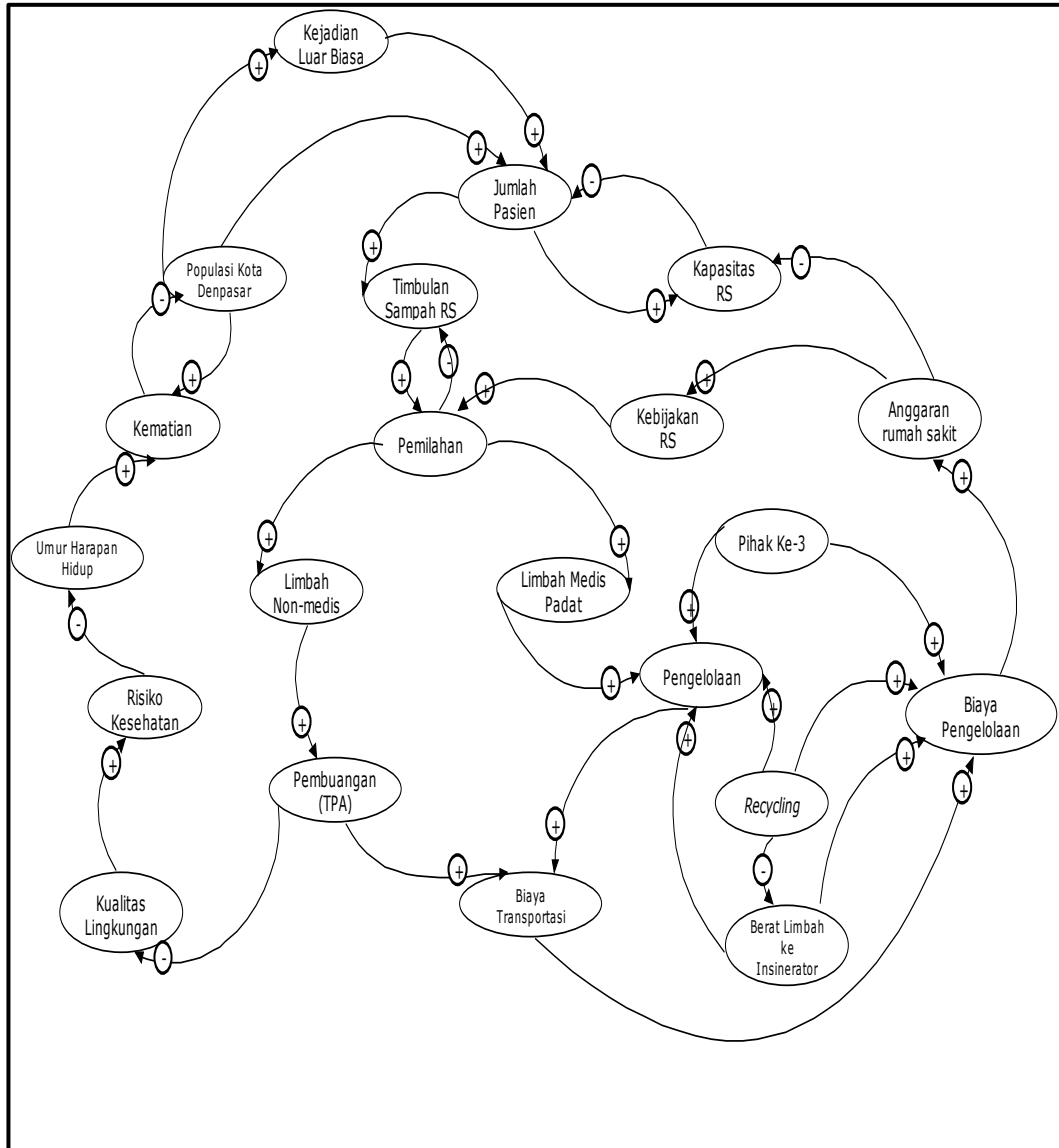 Kejadian
Luar Biasa
+
+
+
+
Jumlah
Pasien
-
+
Populasi Kota
Denpasar
-
Timbulan
Sampah RS
+
Kapasitas
RS
-
+
+
-
+
+
Kematian
Pemilahan
Kebijakan
RS
Anggaran
rumah sakit
+
+
Umur Harapan
Hidup
+
+
Pihak Ke-3
Limbah
Non-medis
Limbah Medis
Padat
+
-
+
+
Pengelolaan
+
Risiko
Kesehatan
+
+
+
Biaya
Pengelolaan
+
+
+
Pembuangan
(TPA)
Recycling
+
+
+
-
Kualitas
Lingkungan
Biaya
Transportasi
Berat Limbah
ke
Insinerator
-